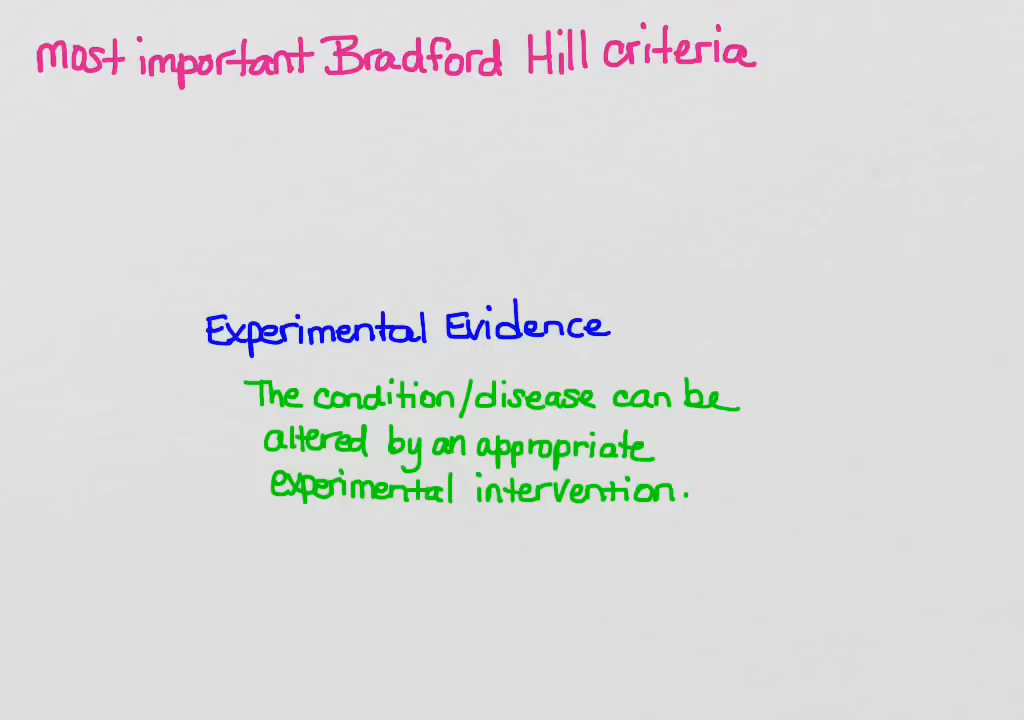 most important Bradford Hill criteria
Experimental Evidence
The condition/disease can be
altered by an appropriate
experimental intervention.